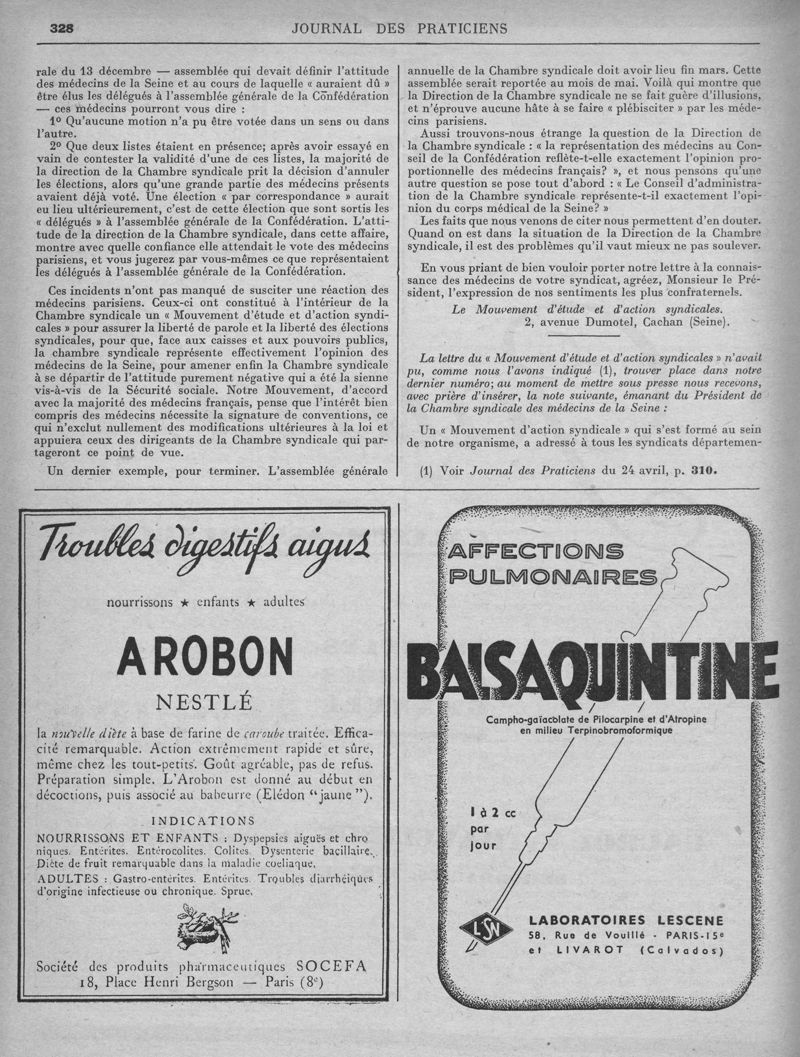 328
JOURNAL DES PRATICIENS
rale du 13 décembre — assemblée qui devait définir l'attitude
des médecins de la Seine et au cours de laquelle « auraient dû »
être élus les délégués à l'assemblée générale de la Confédération
— ces médecins pourront vous dire :
1º Qu'aucune motion n'a pu être votée dans un sens ou dans
l'autre.
2º Que deux listes étaient en présence; après avoir essayé en
vain de contester la validité d'une de ces listes, la majorité de
la direction de la Chambre syndicale prit la décision d'annuler
les élections, alors qu'une grande partie des médecins présents
avaient déjà voté. Une élection « par correspondance » aurait
eu lieu ultérieurement, c'est de cette élection que sont sortis les
« délégués » à l'assemblée générale de la Confédération. L'atti-
tude de la direction de la Chambre syndicale, dans cette affaire,
montre avec quelle confiance elle attendait le vote des médecins
parisiens, et vous jugerez par vous-mêmes ce que représentaient
les délégués à l'assemblée générale de la Confédération.
Ces incidents n'ont pas manqué de susciter une réaction des
médecins parisiens. Ceux-ci ont constitué à l'intérieur de la
Chambre syndicale un « Mouvement d'étude et d'action syndi-
cales » pour assurer la liberté de parole et la liberté des élections
syndicales, pour que, face aux caisses et aux pouvoirs publics,
la chambre syndicale représente effectivement l'opinion des
médecins de la Seine, pour amener enfin la Chambre syndicale
à se départir de l'attitude purement négative qui a été la sienne
vis-à-vis de la Sécurité sociale. Notre Mouvement, d'accord
avec la majorité des médecins français, pense que l'intérêt bien
compris des médecins nécessite la signature de conventions, ce
qui n'exclut nullement des modifications ultérieures à la loi et
appuiera ceux des dirigeants de la Chambre syndicale qui par-
tageront ce point de vue.
Un dernier exemple, pour terminer. L'assemblée générale
annuelle de la Chambre syndicale doit avoir lieu fin mars. Cette
assemblée serait reportée au mois de mai. Voilà qui montre que
la Direction de la Chambre syndicale ne se fait guère d'illusions,
et n'éprouve aucune hâte à se faire « plébisciter » par les méde-
cins parisiens.
Aussi trouvons-nous étrange la question de la Direction de
la Chambre syndicale : « la représentation des médecins au Con-
seil de la Confédération reflète-t-elle exactement l'opinion pro-
portionnelle des médecins français? », et nous pensons qu'une
autre question se pose tout d'abord : « Le Conseil d'administra-
tion de la Chambre syndicale représente-t-il exactement l'opi-
nion du corps médical de la Seine? »
Les faits que nous venons de citer nous permettent d'en douter.
Quand on est dans la situation de la Direction de la Chambre
syndicale, il est des problèmes qu'il vaut mieux ne pas soulever.
En vous priant de bien vouloir porter notre lettre à la connais-
sance des médecins de votre syndicat, agréez, Monsieur le Pré-
sident, l'expression de nos sentiments les plus confraternels.
Le Mouvement d'étude et d'action syndicales.
2, avenue Dumotel, Cachan (Seine).
La lettre du « Mouvement d'étude et d'action syndicales » n'avait
pu, comme nous l'avons indiqué (1), trouver place dans notre
dernier numéro; au moment de mettre sous presse nous recevons,
avec prière d'insérer, la note suivante, émanant du Président de
la Chambre syndicale des médecins de la Seine :
Un « Mouvement d'action syndicale » qui s'est formé au sein
de notre organisme, a adressé à tous les syndicats départemen-
(1) Voir Journal des Praticiens du 24 avril, p. 310.
Troubles digestifs aigus
nourrissons ★ enfants ★ adultes
AROBON
NESTLÉ
la nouvelle diète à base de farine de caroube traitée. Effica-
cité remarquable. Action extrêmement rapide et sûre,
même chez les tout-petits. Goût agréable, pas de refus.
Préparation simple. L'Arobon est donné au début en
décoctions, puis associé au babeurre (Elédon "jaune").
INDICATIONS
NOURRISSONS ET ENFANTS : Dyspepsies aiguës et chro
niques. Entérites. Entérocolites. Colites. Dysenterie bacillaire.
Diète de fruit remarquable dans la maladie coeliaque.
ADULTES : Gastro-entérites. Entérites. Troubles diarrhéiques
d'origine infectieuse ou chronique. Sprue.
Société des produits pharmaceutiques SOCEFA
18, Place Henri Bergson — Paris (8e)
AFFECTIONS
PULMONAIRES
BALSAQUINTINE
Campho-gaïacolate de Pilocarpine et d'Atropine
en milieu Terpinobromoformique
1 à 2 cc
par
jour
LSN
LABORATOIRES LESCENE
58, Rue de Vouillé - PARIS-15e
et LIVAROT (Calvados)